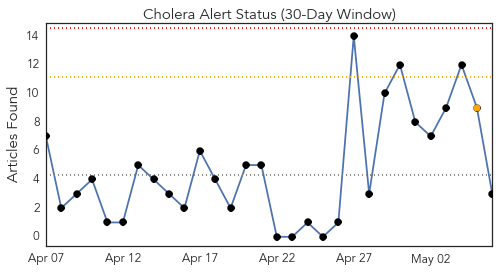 Cholera Alert Status (30-Day Window)
Articles Found
14
12
10
8
6
4
2
0
Apr 07 Apr 12 Apr 17 Apr 22 Apr 27 May 02